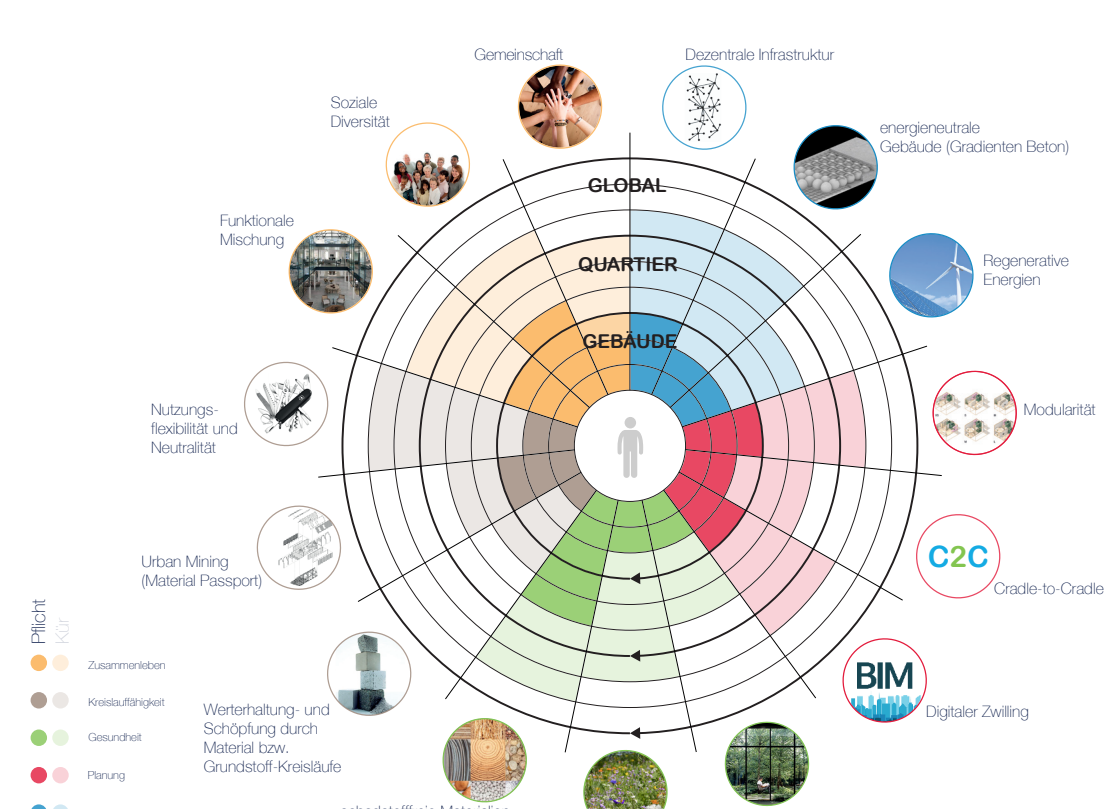 Gemeinschaft
Dezentrale Infrastruktur
Soziale
Diversität
energieneutrale
Gebäude (Gradienten Beton)
Funktionale
Mischung
Regenerative
Energien
GLOBAL
QUARTIER
GEBÄUDE
Nutzungs-
flexibilität und
Neutralität
Modularität
Urban Mining
(Material Passport)
C2C
Cradle-to-Cradle
Pflicht
Kür
Zusammenleben
Kreislauffähigkeit
Gesundheit
Planung
Werterhaltung- und
Schöpfung durch
Material bzw.
Grundstoff-Kreisläufe
BIM
Digitaler Zwilling